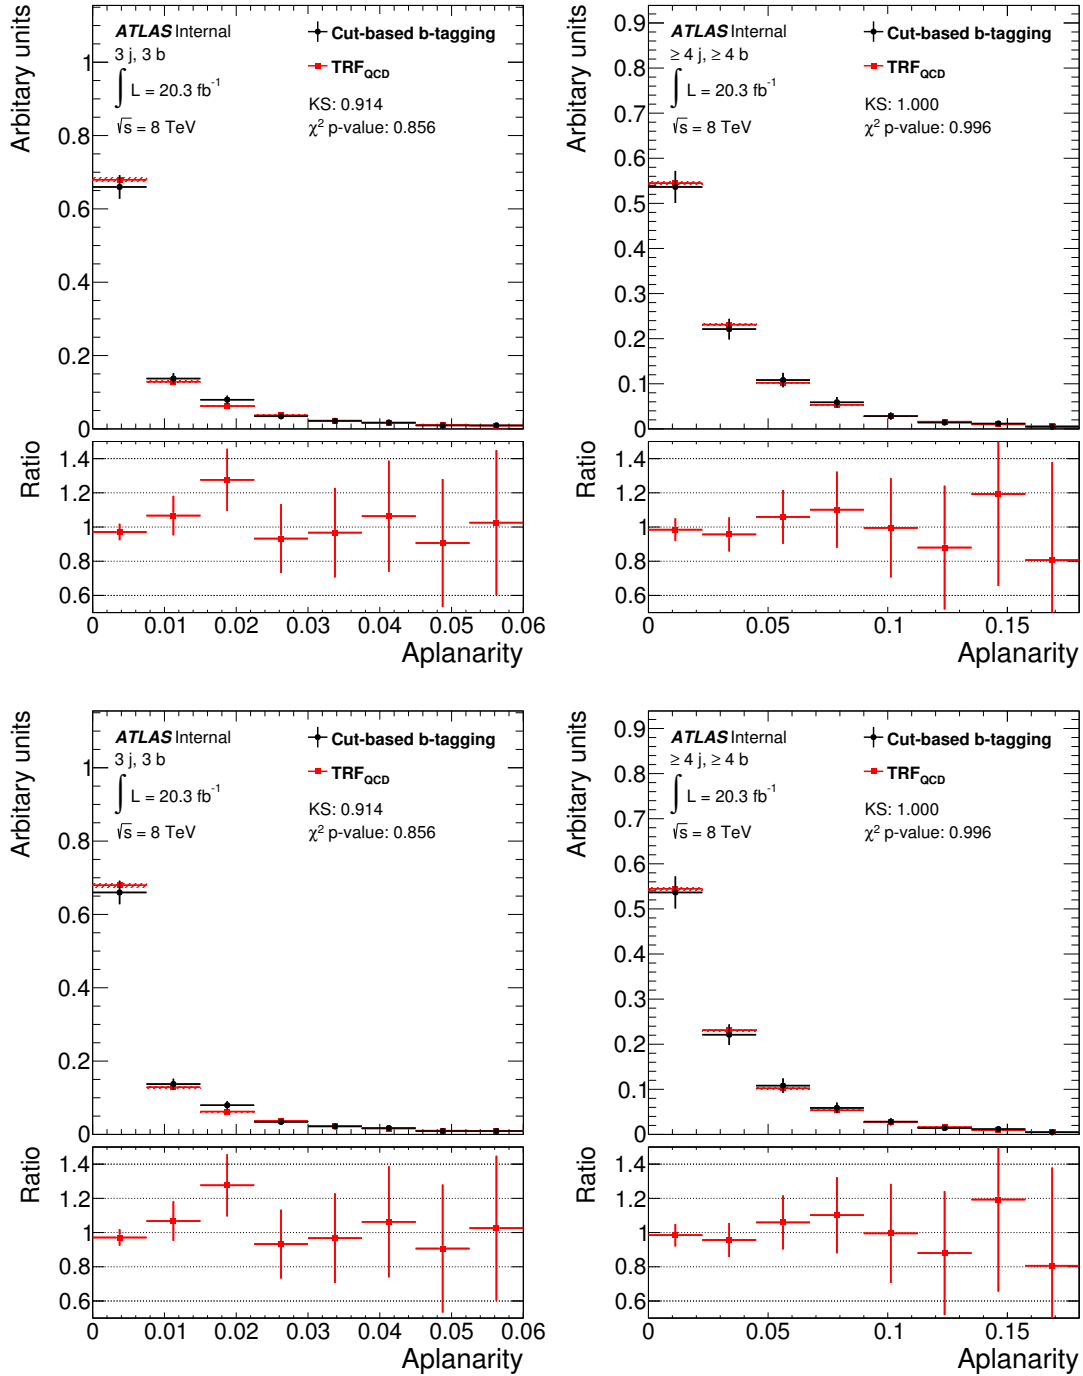 Arbitary units
1
0.8
0.6
0.4
0.2
0
ATLAS Internal
3 j, 3 b
∫ L = 20.3 fb⁻¹
√s = 8 TeV
Cut-based b-tagging
TRF_QCD
KS: 0.914
χ² p-value: 0.856
Ratio
1.4
1.2
1
0.8
0.6
0 0.01 0.02 0.03 0.04 0.05 0.06
Aplanarity
Arbitary units
0.9
0.8
0.7
0.6
0.5
0.4
0.3
0.2
0.1
0
ATLAS Internal
≥ 4 j, ≥ 4 b
∫ L = 20.3 fb⁻¹
√s = 8 TeV
Cut-based b-tagging
TRF_QCD
KS: 1.000
χ² p-value: 0.996
Ratio
1.4
1.2
1
0.8
0.6
0 0.05 0.1 0.15
Aplanarity
Arbitary units
1
0.8
0.6
0.4
0.2
0
ATLAS Internal
3 j, 3 b
∫ L = 20.3 fb⁻¹
√s = 8 TeV
Cut-based b-tagging
TRF_QCD
KS: 0.914
χ² p-value: 0.856
Ratio
1.4
1.2
1
0.8
0.6
0 0.01 0.02 0.03 0.04 0.05 0.06
Aplanarity
Arbitary units
0.9
0.8
0.7
0.6
0.5
0.4
0.3
0.2
0.1
0
ATLAS Internal
≥ 4 j, ≥ 4 b
∫ L = 20.3 fb⁻¹
√s = 8 TeV
Cut-based b-tagging
TRF_QCD
KS: 1.000
χ² p-value: 0.996
Ratio
1.4
1.2
1
0.8
0.6
0 0.05 0.1 0.15
Aplanarity